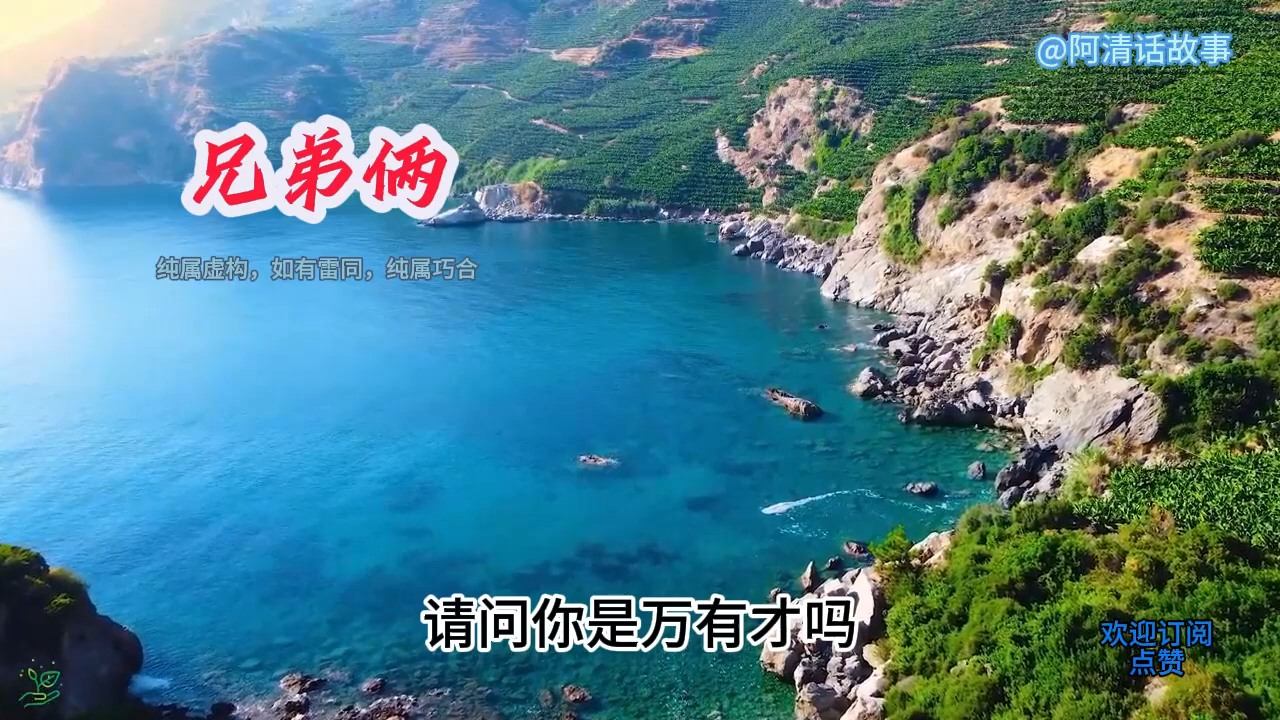 @阿清话故事
兄弟俩
纯属虚构，如有雷同，纯属巧合
请问你是万有才吗
欢迎订阅
点赞